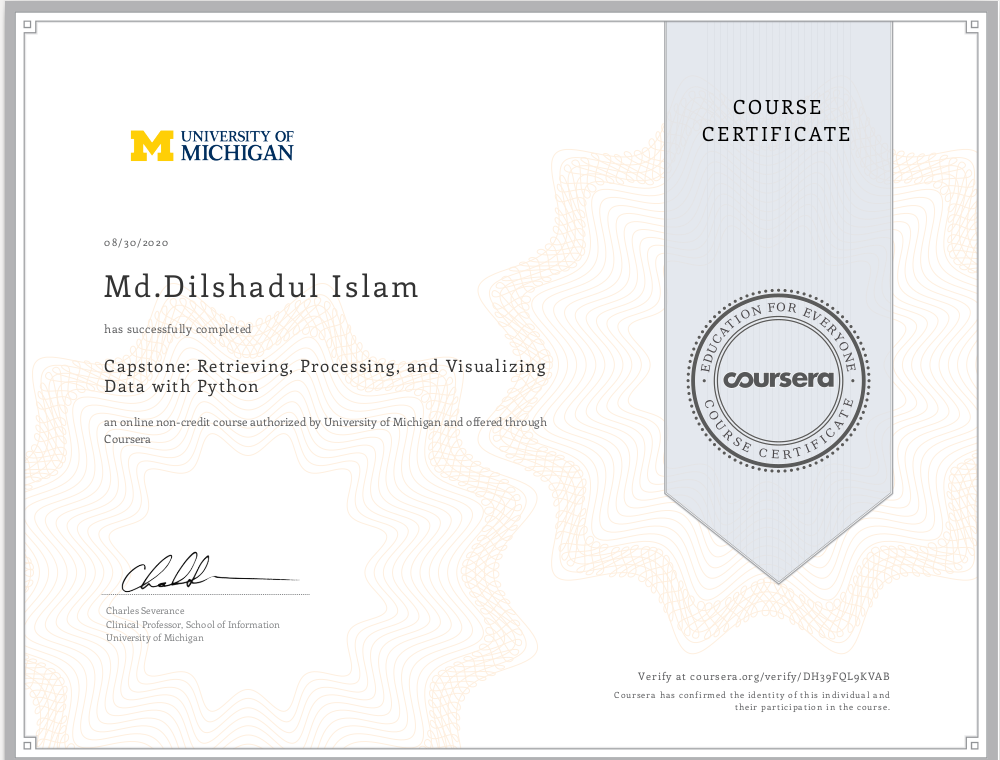 COURSE
CERTIFICATE
UNIVERSITY OF
MICHIGAN
08/30/2020
Md.Dilshadul Islam
has successfully completed
Capstone: Retrieving, Processing, and Visualizing
Data with Python
an online non-credit course authorized by University of Michigan and offered through
Coursera
EDUCATION FOR EVERYONE
coursera
COURSE CERTIFICATE
Charles Severance
Clinical Professor, School of Information
University of Michigan
Verify at coursera.org/verify/DH39FQL9KVAB
Coursera has confirmed the identity of this individual and
their participation in the course.